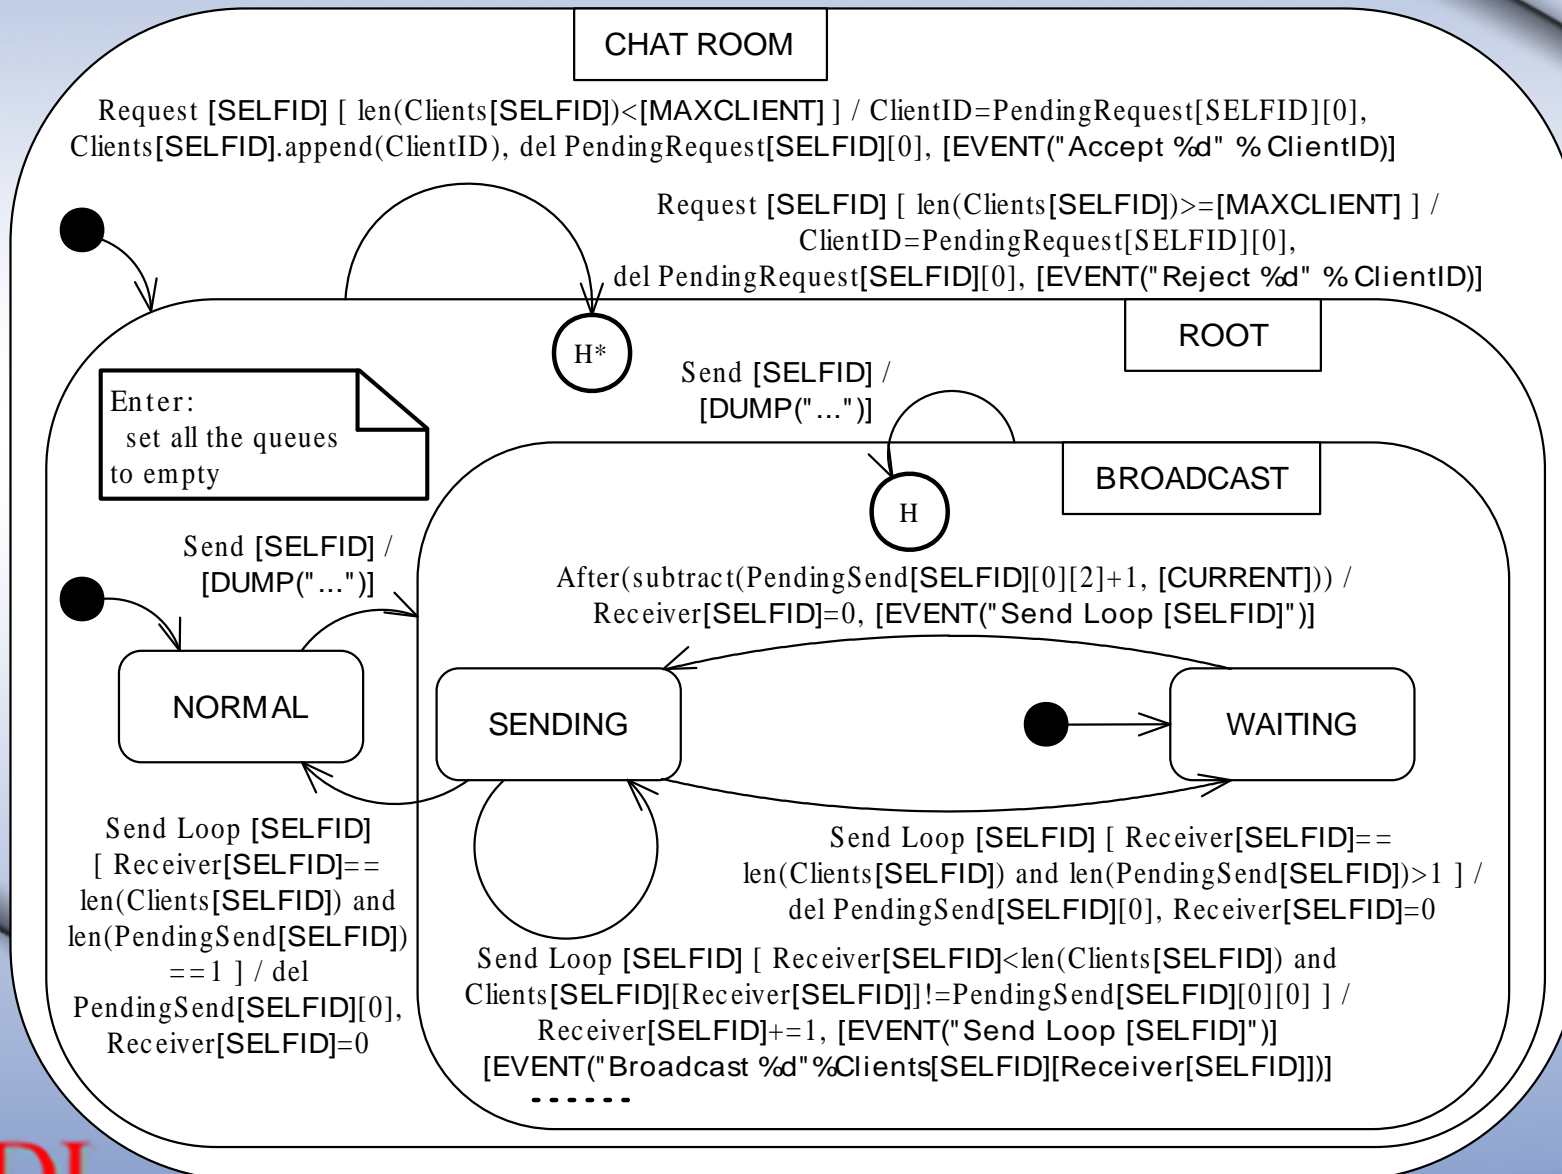 CHAT ROOM
Request [SELFID] [ len(Clients[SELFID])<[MAXCLIENT] ] / ClientID=PendingRequest[SELFID][0],
Clients[SELFID].append(ClientID), del PendingRequest[SELFID][0], [EVENT("Accept %d" % ClientID)]
Request [SELFID] [ len(Clients[SELFID])>=[MAXCLIENT] ] /
ClientID=PendingRequest[SELFID][0],
del PendingRequest[SELFID][0], [EVENT("Reject %d" % ClientID)]
ROOT
H*
Enter:
set all the queues
to empty
Send [SELFID] /
[DUMP("...")]
BROADCAST
H
Send [SELFID] /
[DUMP("...")]
After(subtract(PendingSend[SELFID][0][2]+1, [CURRENT])) /
Receiver[SELFID]=0, [EVENT("Send Loop [SELFID]")]
NORMAL
SENDING
WAITING
Send Loop [SELFID]
[ Receiver[SELFID]==
len(Clients[SELFID]) and
len(PendingSend[SELFID])
==1 ] / del
PendingSend[SELFID][0],
Receiver[SELFID]=0
Send Loop [SELFID] [ Receiver[SELFID]==
len(Clients[SELFID]) and len(PendingSend[SELFID])>1 ] /
del PendingSend[SELFID][0], Receiver[SELFID]=0
Send Loop [SELFID] [ Receiver[SELFID]<len(Clients[SELFID]) and
Clients[SELFID][Receiver[SELFID]]!=PendingSend[SELFID][0][0] ] /
Receiver[SELFID]+=1, [EVENT("Send Loop [SELFID]")]
[EVENT("Broadcast %d"%Clients[SELFID][Receiver[SELFID]])]
------